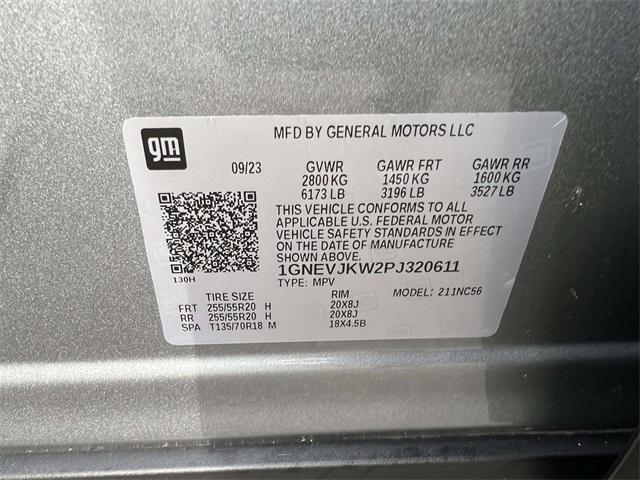 gm
MFD BY GENERAL MOTORS LLC
09/23 GVWR GAWR FRT GAWR RR
2800 KG 1450 KG 1600 KG
6173 LB 3196 LB 3527 LB
THIS VEHICLE CONFORMS TO ALL
APPLICABLE U.S. FEDERAL MOTOR
VEHICLE SAFETY STANDARDS IN EFFECT
ON THE DATE OF MANUFACTURE
SHOWN ABOVE.
130H
1GNEVJKW2PJ320611
TYPE: MPV MODEL: 211NC56
TIRE SIZE RIM
FRT 255/55R20 H 20X8J
RR 255/55R20 H 20X8J
SPA T135/70R18 M 18X4.5B